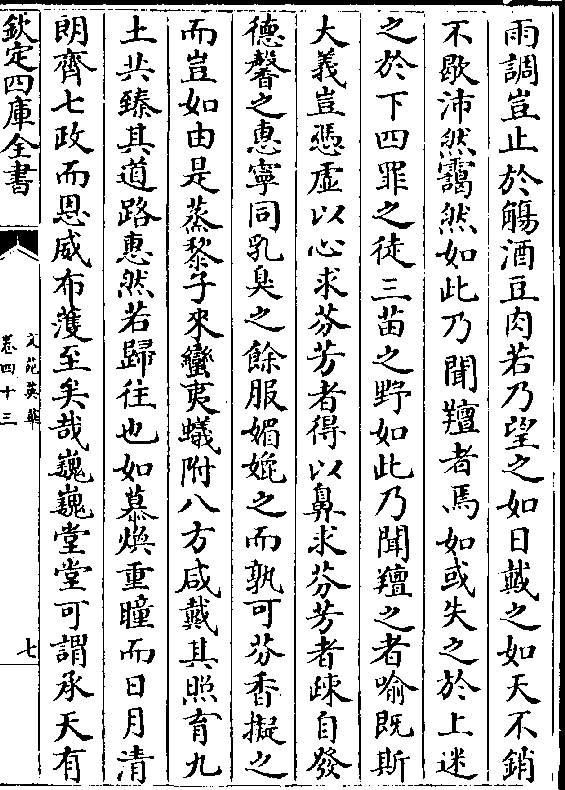 雨調豈止於觴酒豆肉若乃望之如日戴之如天不銷
不歇沛然靄然如此乃聞羶者焉如或失之於上迷
之於下四罪之徒三苗之野如此乃聞羶之者喻既斯
大義豈憑虛以心求芬芳者得以鼻求芬芳者疎自發
德馨之惠寧同乳臭之餘服媚媲之而孰可芬香擬之
而豈如由是蒸黎子來蠻夷蟻附八方咸戴其照育九
土共臻其道路惠然若歸往也如慕煥重瞳而日月清
朗齊七政而恩威布濩至矣哉巍巍堂堂可謂承天有
欽定四庫全書
文苑英華
卷四十三
七